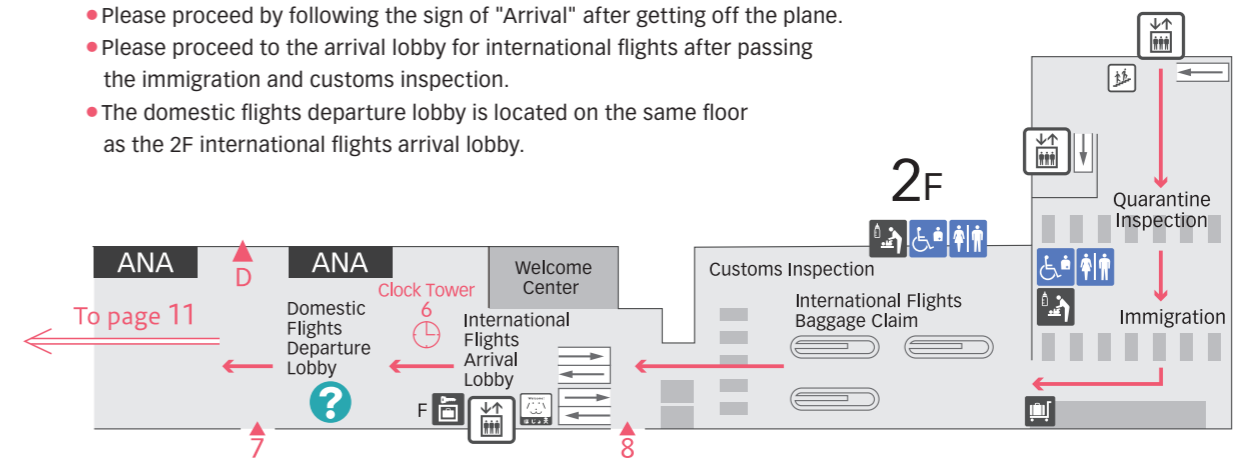 • Please proceed by following the sign of "Arrival" after getting off the plane.
• Please proceed to the arrival lobby for international flights after passing
the immigration and customs inspection.
• The domestic flights departure lobby is located on the same floor
as the 2F international flights arrival lobby.
2F
Quarantine
Inspection
Immigration
ANA
D
ANA
Welcome
Center
Customs Inspection
International Flights
Baggage Claim
To page 11
Domestic
Flights
Departure
Lobby
Clock Tower
6
International
Flights
Arrival
Lobby
?
F
7
8